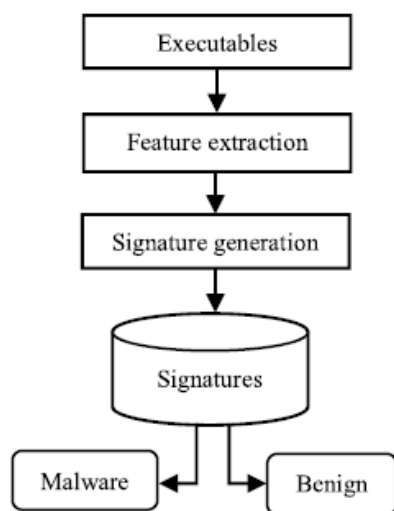 Executables
Feature extraction
Signature generation
Signatures
Malware
Benign